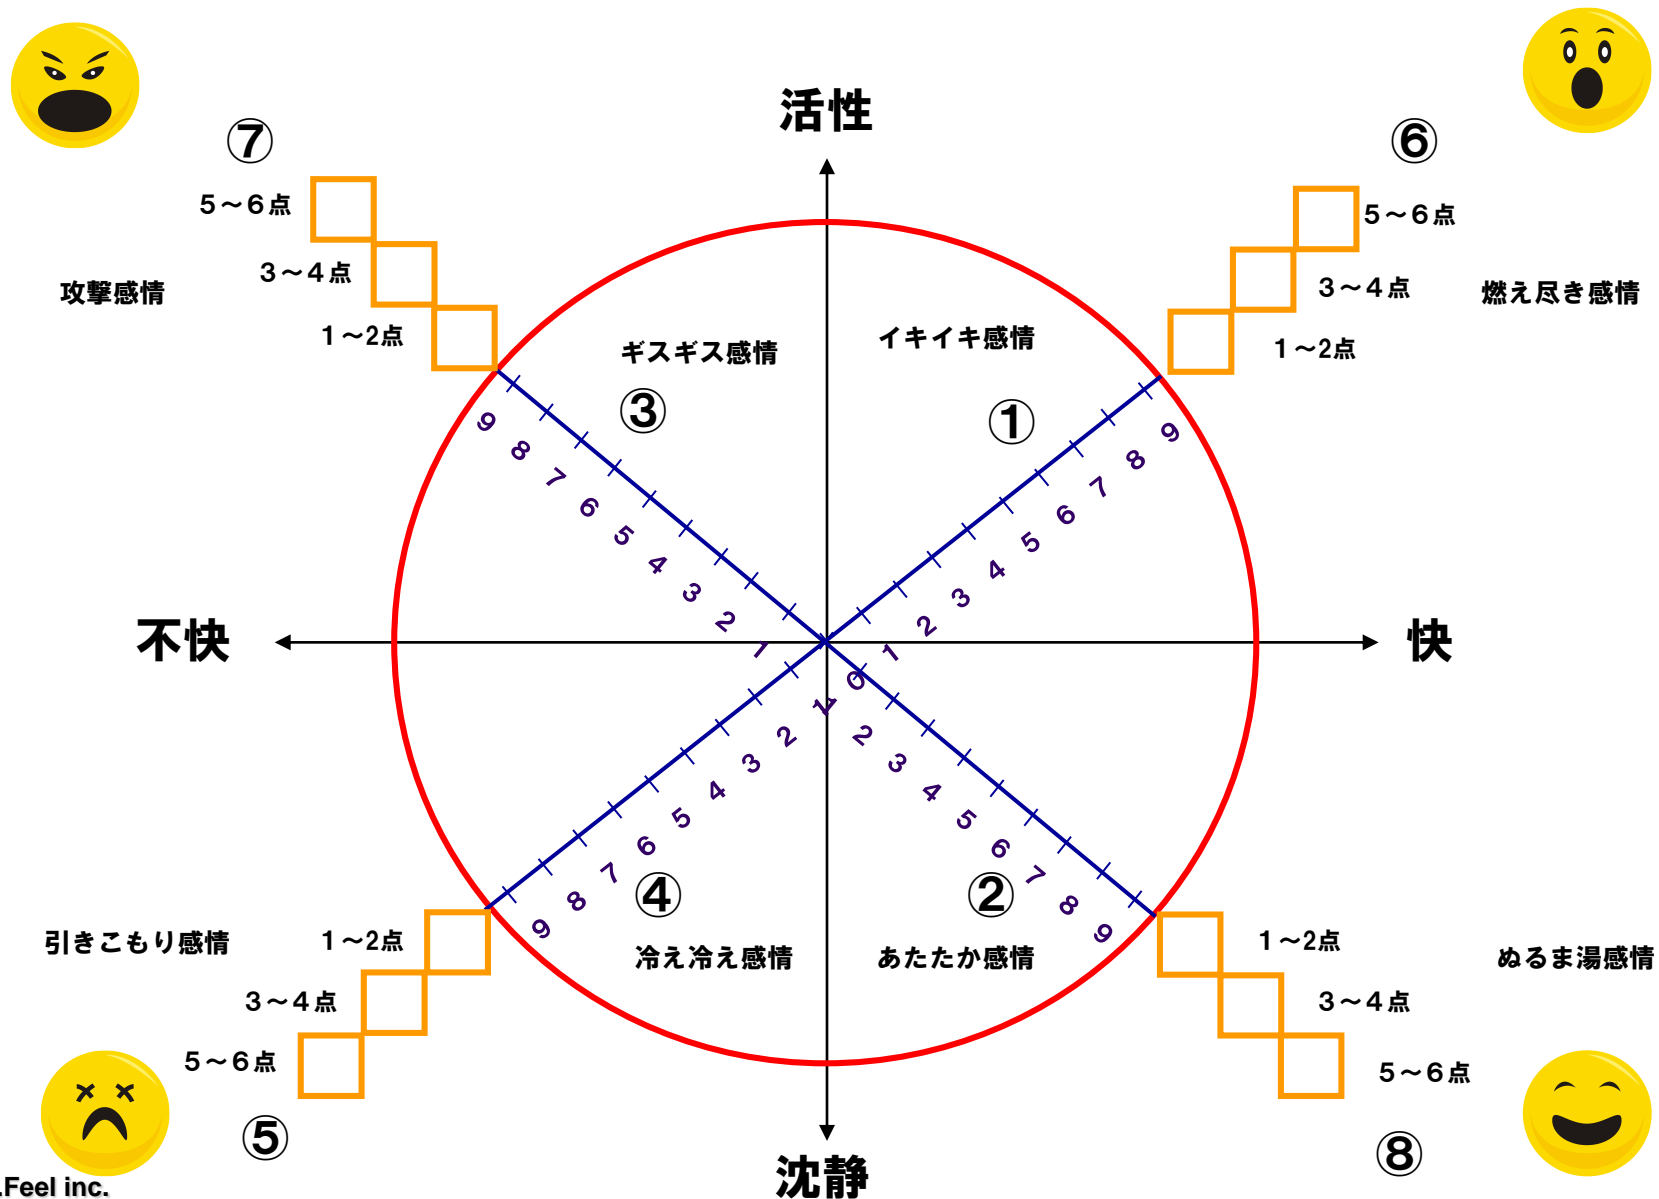 活性
⑦
⑥
5～6点
5～6点
3～4点
3～4点
攻撃感情
燃え尽き感情
1～2点
1～2点
ギスギス感情
イキイキ感情
③
①
9
8
7
6
5
4
3
2
1
9
8
7
6
5
4
3
2
1
0
不快
快
1
2
3
4
5
6
7
8
9
1
2
3
4
5
6
7
8
9
④
②
引きこもり感情
1～2点
冷え冷え感情
あたたか感情
1～2点
ぬるま湯感情
3～4点
3～4点
5～6点
5～6点
⑤
⑧
沈静
.Feel inc.